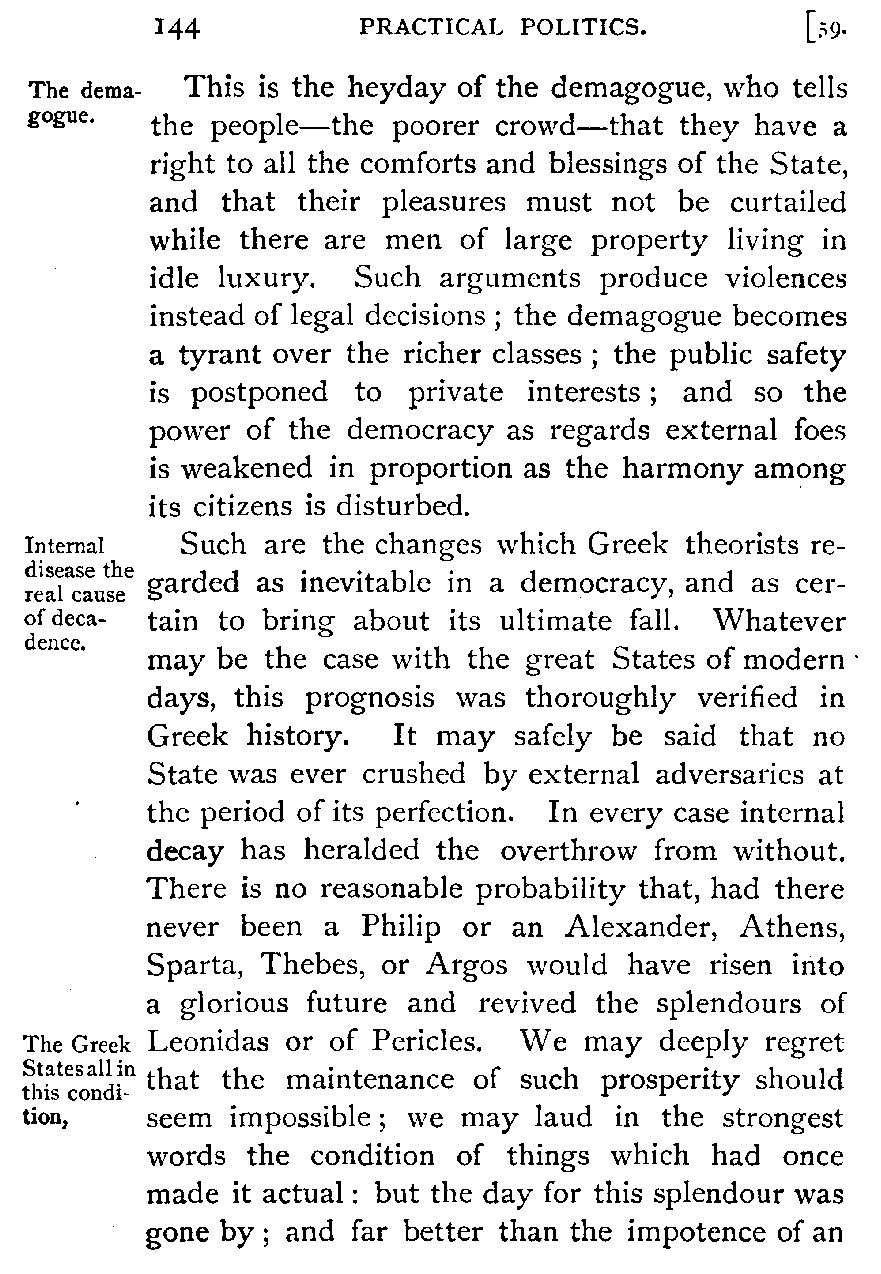 144 PRACTICAL POLITICS. [59.
The dema-
gogue.
This is the heyday of the demagogue, who tells
the people—the poorer crowd—that they have a
right to all the comforts and blessings of the State,
and that their pleasures must not be curtailed
while there are men of large property living in
idle luxury. Such arguments produce violences
instead of legal decisions ; the demagogue becomes
a tyrant over the richer classes ; the public safety
is postponed to private interests ; and so the
power of the democracy as regards external foes
is weakened in proportion as the harmony among
its citizens is disturbed.
Internal
disease the
real cause
of deca-
dence.
Such are the changes which Greek theorists re-
garded as inevitable in a democracy, and as cer-
tain to bring about its ultimate fall. Whatever
may be the case with the great States of modern
days, this prognosis was thoroughly verified in
Greek history. It may safely be said that no
State was ever crushed by external adversaries at
the period of its perfection. In every case internal
decay has heralded the overthrow from without.
There is no reasonable probability that, had there
never been a Philip or an Alexander, Athens,
Sparta, Thebes, or Argos would have risen into
a glorious future and revived the splendours of
The Greek
States all in
this condi-
tion,
Leonidas or of Pericles. We may deeply regret
that the maintenance of such prosperity should
seem impossible ; we may laud in the strongest
words the condition of things which had once
made it actual : but the day for this splendour was
gone by ; and far better than the impotence of an